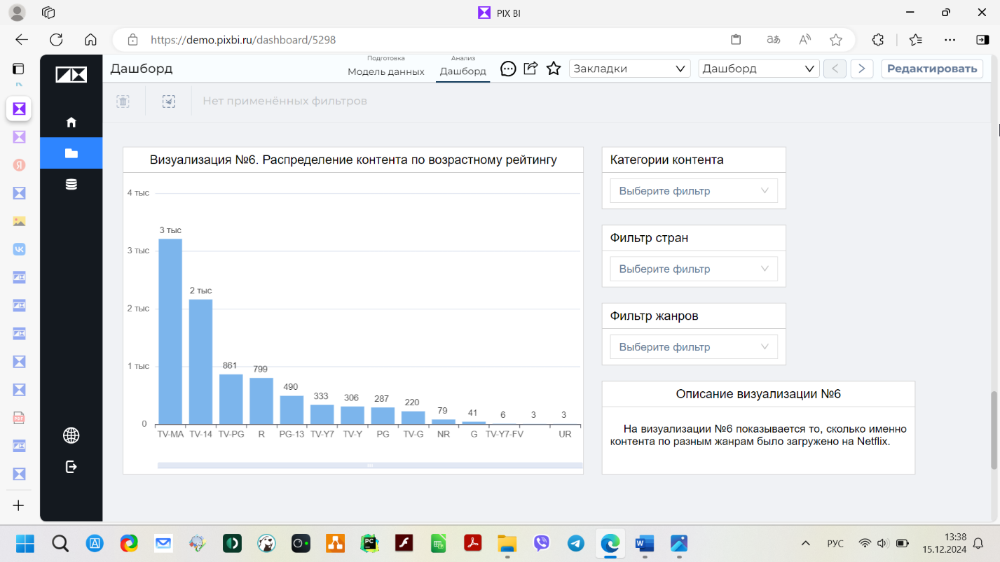 PIX BI
https://demo.pixbi.ru/dashboard/5298
Дашборд
Подготовка
Модель данных
Анализ
Дашборд
Закладки
Дашборд
Редактировать
Нет применённых фильтров
Визуализация №6. Распределение контента по возрастному рейтингу
4 тыс
3 тыс
2 тыс
1 тыс
0
3 тыс
2 тыс
861
799
490
333
306
287
220
79
41
6
3
3
TV-MA TV-14 TV-PG R PG-13 TV-Y7 TV-Y PG TV-G NR G TV-Y7-FV UR
Категории контента
Выберите фильтр
Фильтр стран
Выберите фильтр
Фильтр жанров
Выберите фильтр
Описание визуализации №6
На визуализации №6 показывается то, сколько именно
контента по разным жанрам было загружено на Netflix.
РУС
13:38
15.12.2024